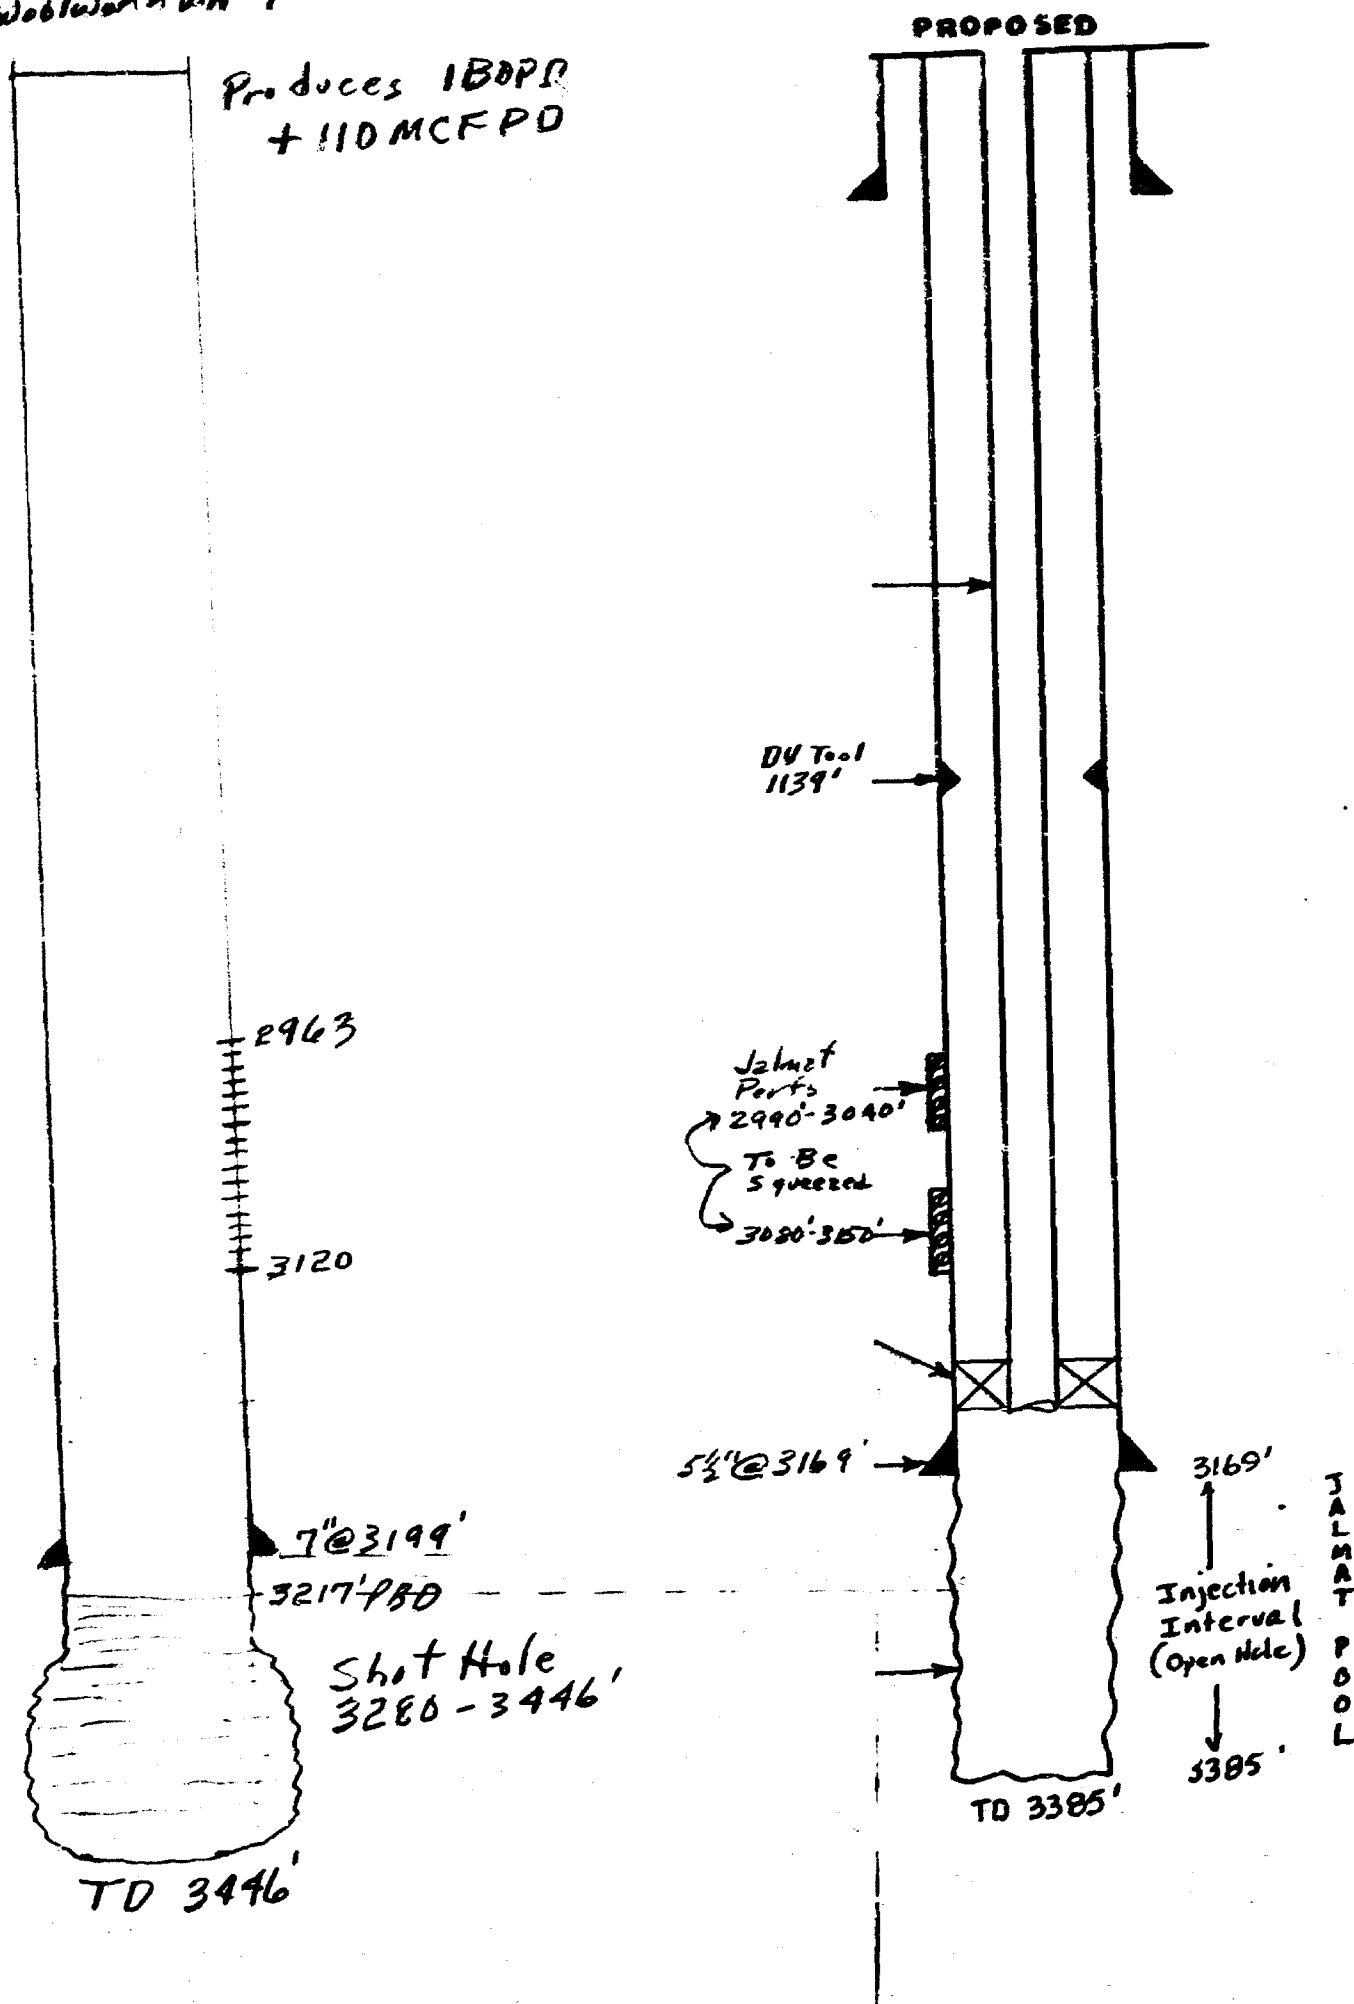 Produces 1BOPD
+ 110 MCFPD
2963
3120
7"@3199'
3217' PBD
Shot Hole
3280-3446'
TD 3446'
PROPOSED
DV Tool
1139'
Jalmat
Perfs
2990'-3040'
To Be
Squeezed
3080'-3150'
5½"@3169'
3169'
Injection
Interval
(Open Hole)
3385'
TD 3385'
JALMAT POOL